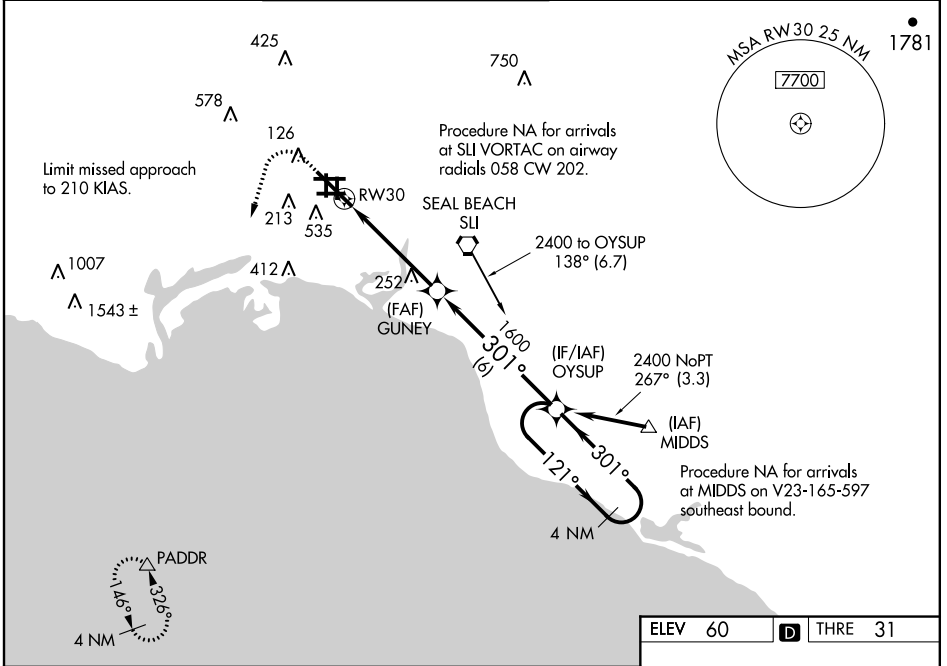 425
750
1781
MSA RW30 25 NM
7700
578
126
Procedure NA for arrivals
at SLI VORTAC on airway
radials 058 CW 202.
Limit missed approach
to 210 KIAS.
RW30
SEAL BEACH
SLI
213
535
2400 to OYSUP
138° (6.7)
1007
412
252
1543 ±
(FAF)
GUNEY
1600
301°
(6)
(IF/IAF)
OYSUP
2400 NoPT
267° (3.3)
(IAF)
MIDDS
121°
301°
Procedure NA for arrivals
at MIDDS on V23-165-597
southeast bound.
4 NM
PADDR
146°
326°
4 NM
ELEV 60 D THRE 31